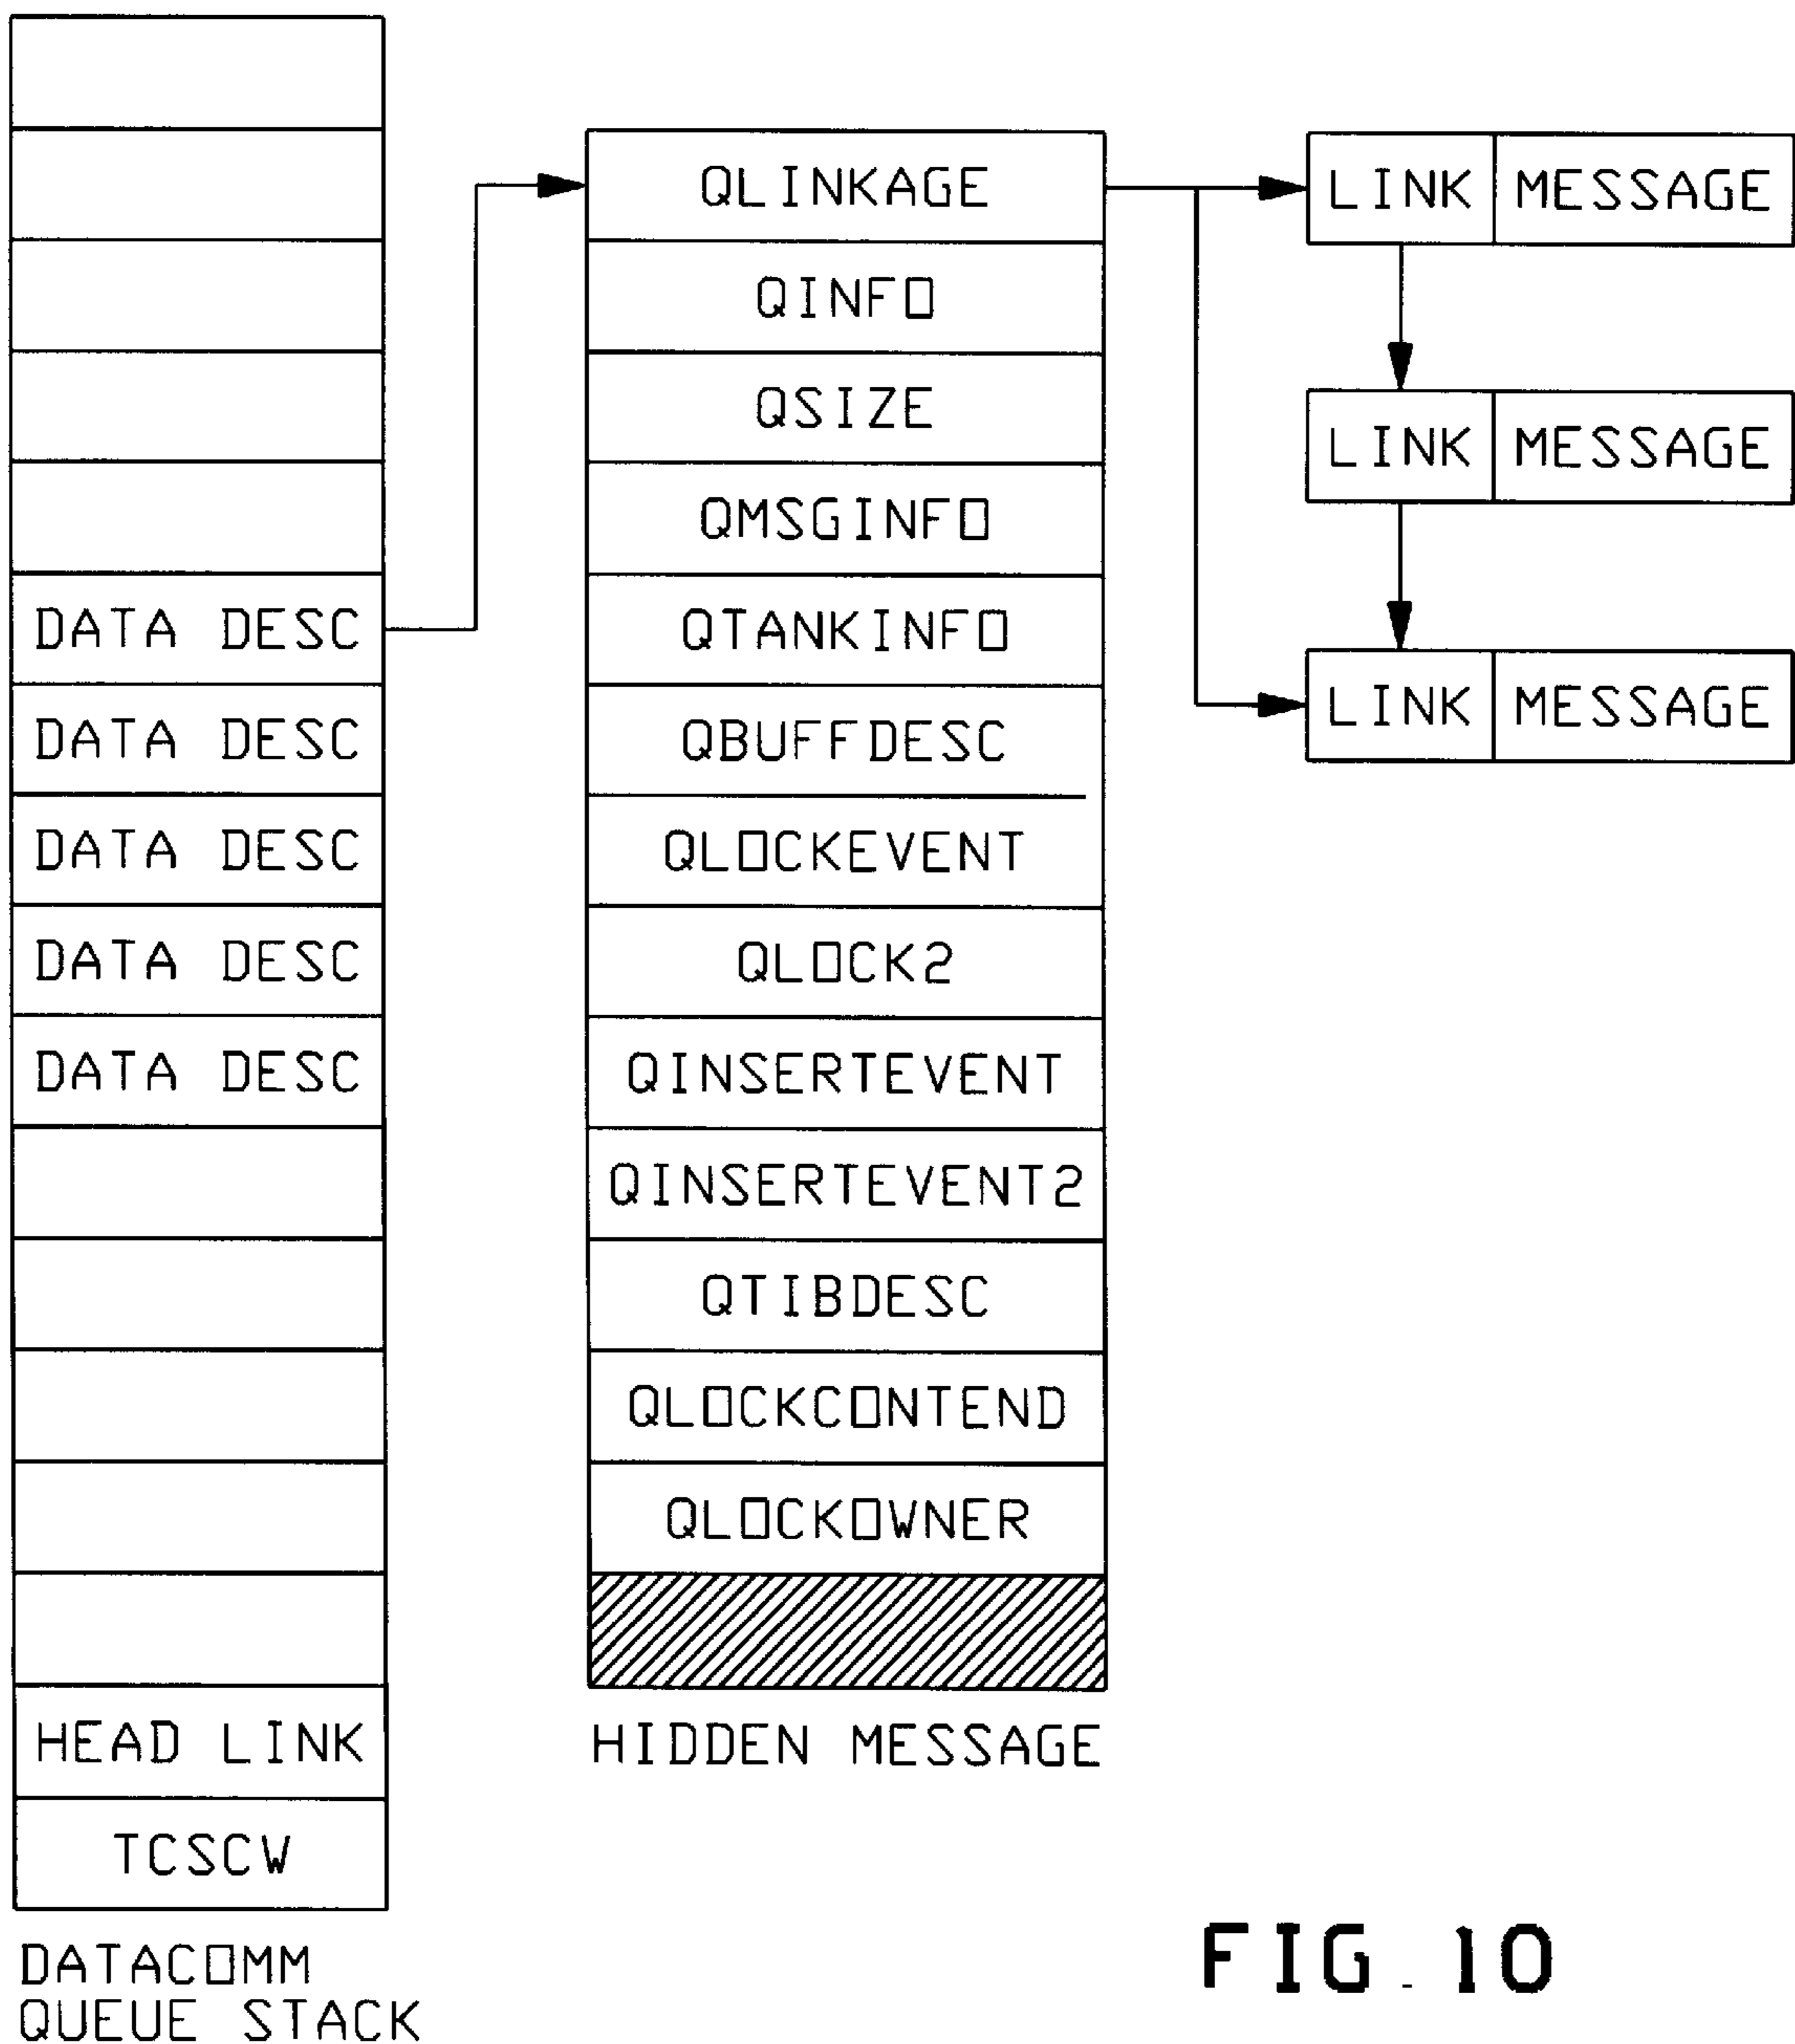 DATA DESC
DATA DESC
DATA DESC
DATA DESC
DATA DESC
HEAD LINK
TCSCW
DATACOMM
QUEUE STACK
QLINKAGE
QINFO
QSIZE
QMSGINFO
QTANKINFO
QBUFFDESC
QLOCKEVENT
QLOCK2
QINSERTEVENT
QINSERTEVENT2
QTIBDESC
QLOCKCONTEND
QLOCKOWNER
HIDDEN MESSAGE
LINK MESSAGE
LINK MESSAGE
LINK MESSAGE
FIG. 10